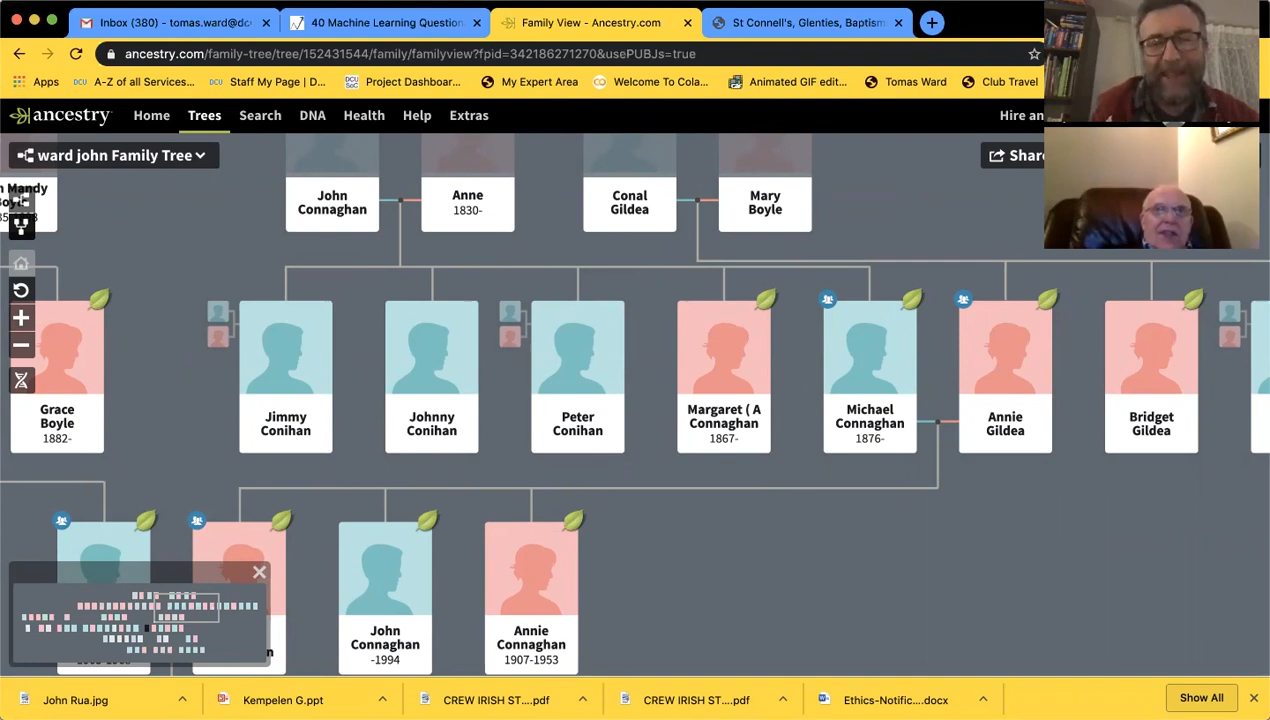 Inbox (380) - tomas.ward@dc
40 Machine Learning Question
Family View - Ancestry.com
St Connell's, Glenties, Baptism
ancestry.com/family-tree/tree/152431544/family/familyview?fpid=342186271270&usePUBJs=true
Apps
DCU
A-Z of all Services...
DCU
Staff My Page | D...
DCU
SoC
Project Dashboar...
My Expert Area
Welcome To Cola...
Animated GIF edit...
Tomas Ward
Club Travel
ancestry
Home
Trees
Search
DNA
Health
Help
Extras
Hire an
ward john Family Tree
Share
Mandy
John
Connaghan
Anne
1830-
Conal
Gildea
Mary
Boyle
Grace
Boyle
1882-
Jimmy
Conihan
Johnny
Conihan
Peter
Conihan
Margaret ( A
Connaghan
1867-
Michael
Connaghan
1876-
Annie
Gildea
Bridget
Gildea
John
Connaghan
-1994
Annie
Connaghan
1907-1953
John Rua.jpg
Kempelen G.ppt
CREW IRISH ST....pdf
CREW IRISH ST....pdf
Ethics-Notific....docx
Show All